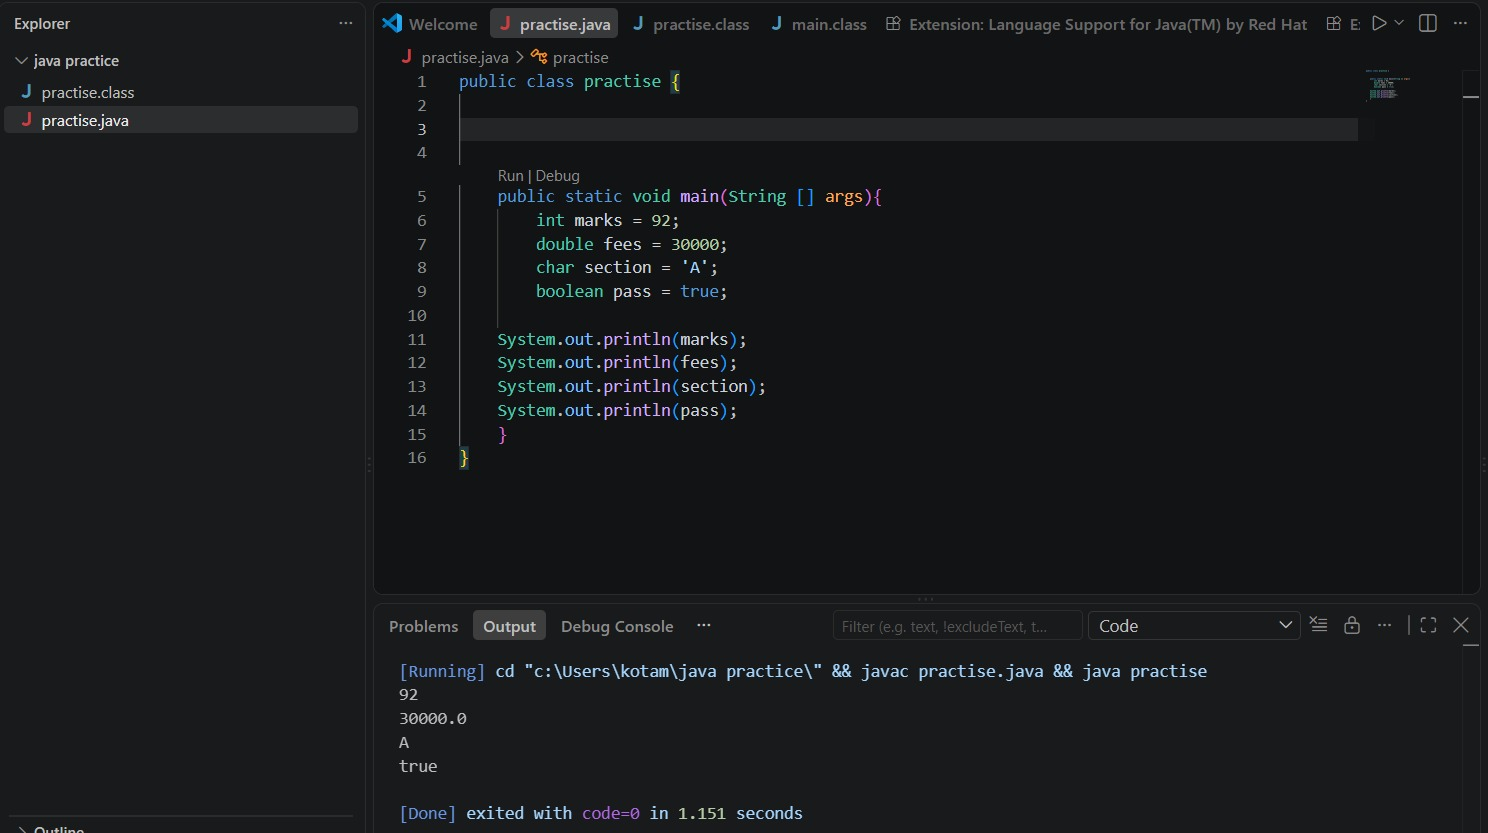 Explorer ···
java practice
J practise.class
J practise.java
Outline
Welcome J practise.java J practise.class J main.class Extension: Language Support for Java(TM) by Red Hat E: ···
J practise.java > practise
1 public class practise {
2
3
4
Run | Debug
5 public static void main(String [] args){
6 int marks = 92;
7 double fees = 30000;
8 char section = 'A';
9 boolean pass = true;
10
11 System.out.println(marks);
12 System.out.println(fees);
13 System.out.println(section);
14 System.out.println(pass);
15 }
16 }
Problems Output Debug Console ··· Filter (e.g. text, !excludeText, t... Code ···
[Running] cd "c:\Users\kotam\java practice\" && javac practise.java && java practise
92
30000.0
A
true
[Done] exited with code=0 in 1.151 seconds